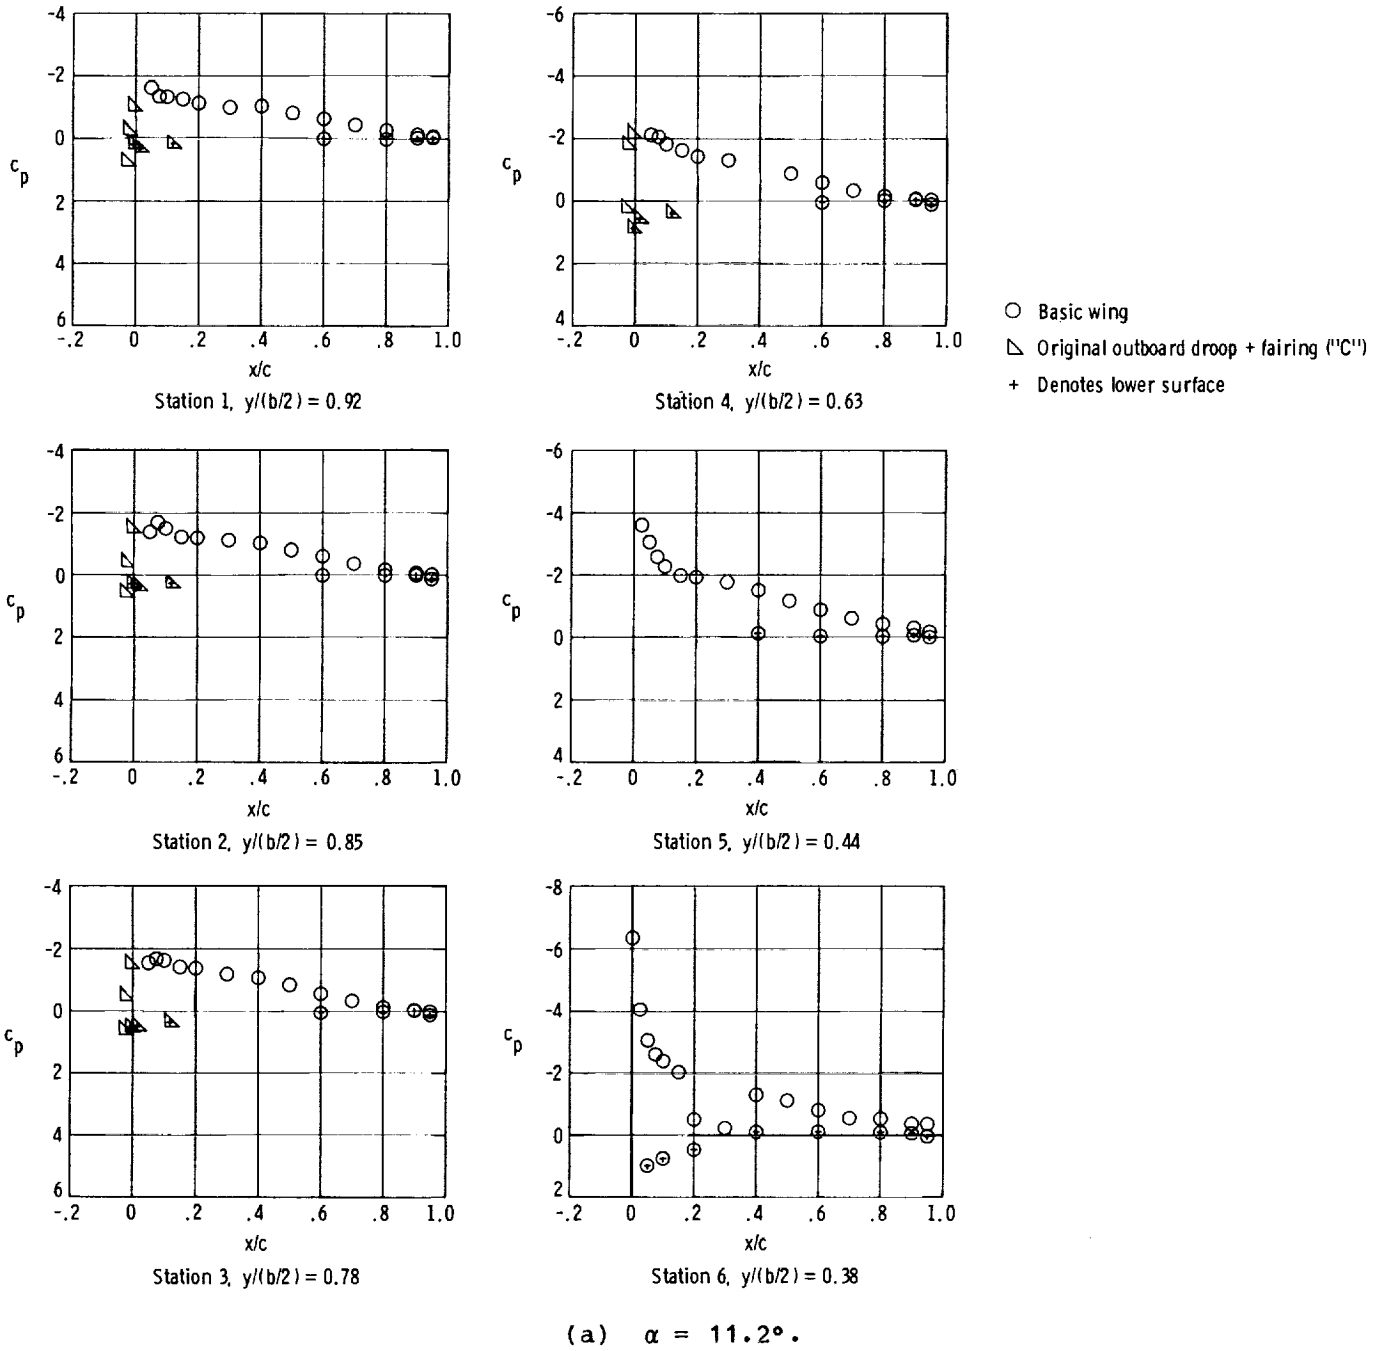 -4
-2
0
2
4
6
c_p
-.2 0 .2 .4 .6 .8 1.0
x/c
Station 1, y/(b/2) = 0.92
-6
-4
-2
0
2
4
c_p
-.2 0 .2 .4 .6 .8 1.0
x/c
Station 4, y/(b/2) = 0.63
Basic wing
Original outboard droop + fairing ("C")
+ Denotes lower surface
-4
-2
0
2
4
6
c_p
-.2 0 .2 .4 .6 .8 1.0
x/c
Station 2, y/(b/2) = 0.85
-6
-4
-2
0
2
4
c_p
-.2 0 .2 .4 .6 .8 1.0
x/c
Station 5, y/(b/2) = 0.44
-4
-2
0
2
4
6
c_p
-.2 0 .2 .4 .6 .8 1.0
x/c
Station 3, y/(b/2) = 0.78
-8
-6
-4
-2
0
2
c_p
-.2 0 .2 .4 .6 .8 1.0
x/c
Station 6, y/(b/2) = 0.38
(a) α = 11.2°.